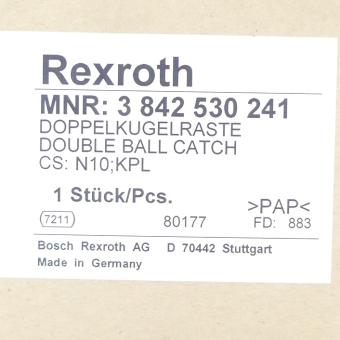 Rexroth
MNR: 3 842 530 241
DOPPELKUGELRASTE
DOUBLE BALL CATCH
CS: N10;KPL
1 Stück/Pcs. >PAP<
7211 80177 FD: 883
Bosch Rexroth AG D 70442 Stuttgart
Made in Germany